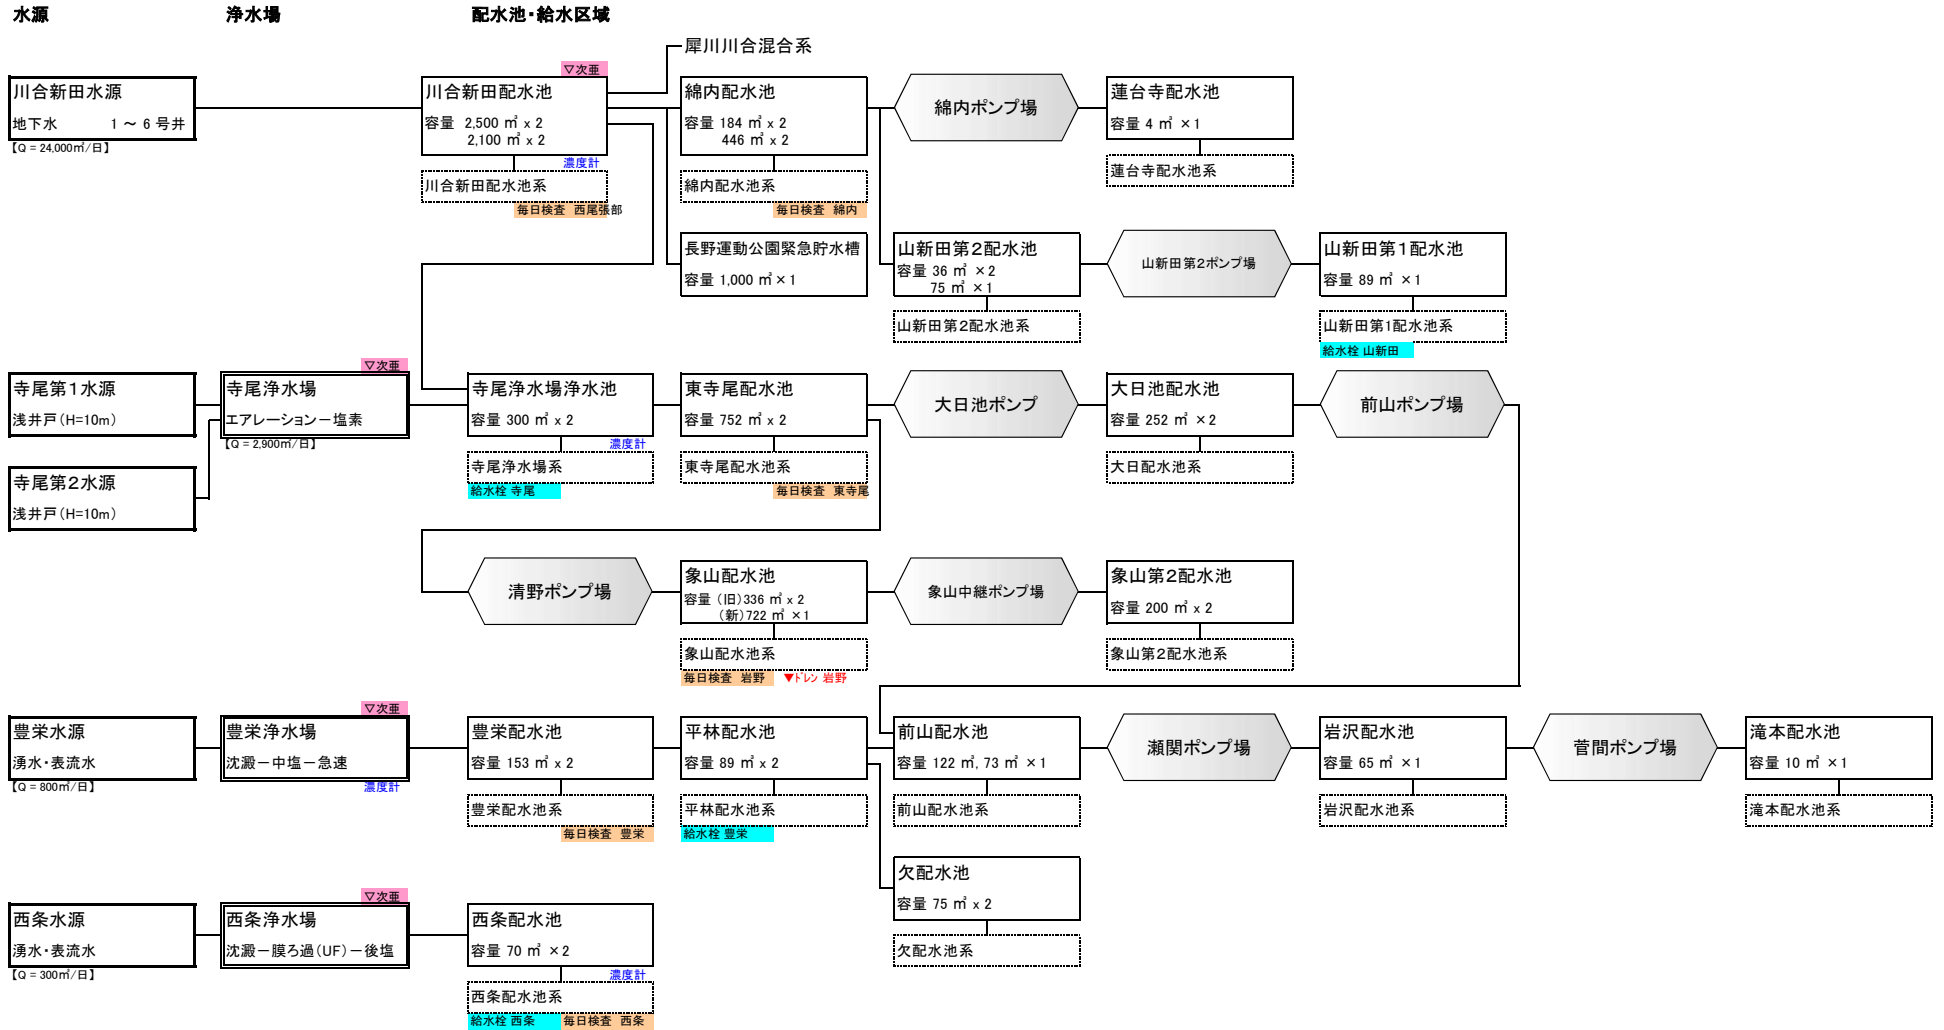 水源
浄水場
配水池・給水区域
犀川川合混合系
▽次亜
川合新田水源
地下水 1 ～ 6 号井
【Q = 24,000㎥/日】
川合新田配水池
容量 2,500 ㎥ x 2
2,100 ㎥ x 2
濃度計
川合新田配水池系
毎日検査 西尾張部
綿内配水池
容量 184 ㎥ x 2
446 ㎥ x 2
綿内配水池系
毎日検査 綿内
綿内ポンプ場
蓮台寺配水池
容量 4 ㎥ ×1
蓮台寺配水池系
長野運動公園緊急貯水槽
容量 1,000 ㎥ ×1
山新田第2配水池
容量 36 ㎥ ×2
75 ㎥ ×1
山新田第2配水池系
山新田第2ポンプ場
山新田第1配水池
容量 89 ㎥ ×1
山新田第1配水池系
給水栓 山新田
寺尾第1水源
浅井戸(H=10m)
寺尾第2水源
浅井戸(H=10m)
▽次亜
寺尾浄水場
エアレーション－塩素
【Q = 2,900㎥/日】
寺尾浄水場浄水池
容量 300 ㎥ x 2
濃度計
寺尾浄水場系
給水栓 寺尾
東寺尾配水池
容量 752 ㎥ x 2
東寺尾配水池系
毎日検査 東寺尾
大日池ポンプ
大日池配水池
容量 252 ㎥ ×2
大日配水池系
前山ポンプ場
清野ポンプ場
象山配水池
容量 (旧)336 ㎥ x 2
(新)722 ㎥ ×1
象山配水池系
毎日検査 岩野 ▼ドレン 岩野
象山中継ポンプ場
象山第2配水池
容量 200 ㎥ x 2
象山第2配水池系
豊栄水源
湧水・表流水
【Q = 800㎥/日】
▽次亜
豊栄浄水場
沈澱－中塩－急速
濃度計
豊栄配水池
容量 153 ㎥ x 2
豊栄配水池系
毎日検査 豊栄
平林配水池
容量 89 ㎥ x 2
平林配水池系
給水栓 豊栄
前山配水池
容量 122 ㎥, 73 ㎥ ×1
前山配水池系
瀬関ポンプ場
岩沢配水池
容量 65 ㎥ ×1
岩沢配水池系
菅間ポンプ場
滝本配水池
容量 10 ㎥ ×1
滝本配水池系
欠配水池
容量 75 ㎥ x 2
欠配水池系
西条水源
湧水・表流水
【Q = 300㎥/日】
▽次亜
西条浄水場
沈澱－膜ろ過(UF)－後塩
西条配水池
容量 70 ㎥ ×2
濃度計
西条配水池系
給水栓 西条 毎日検査 西条